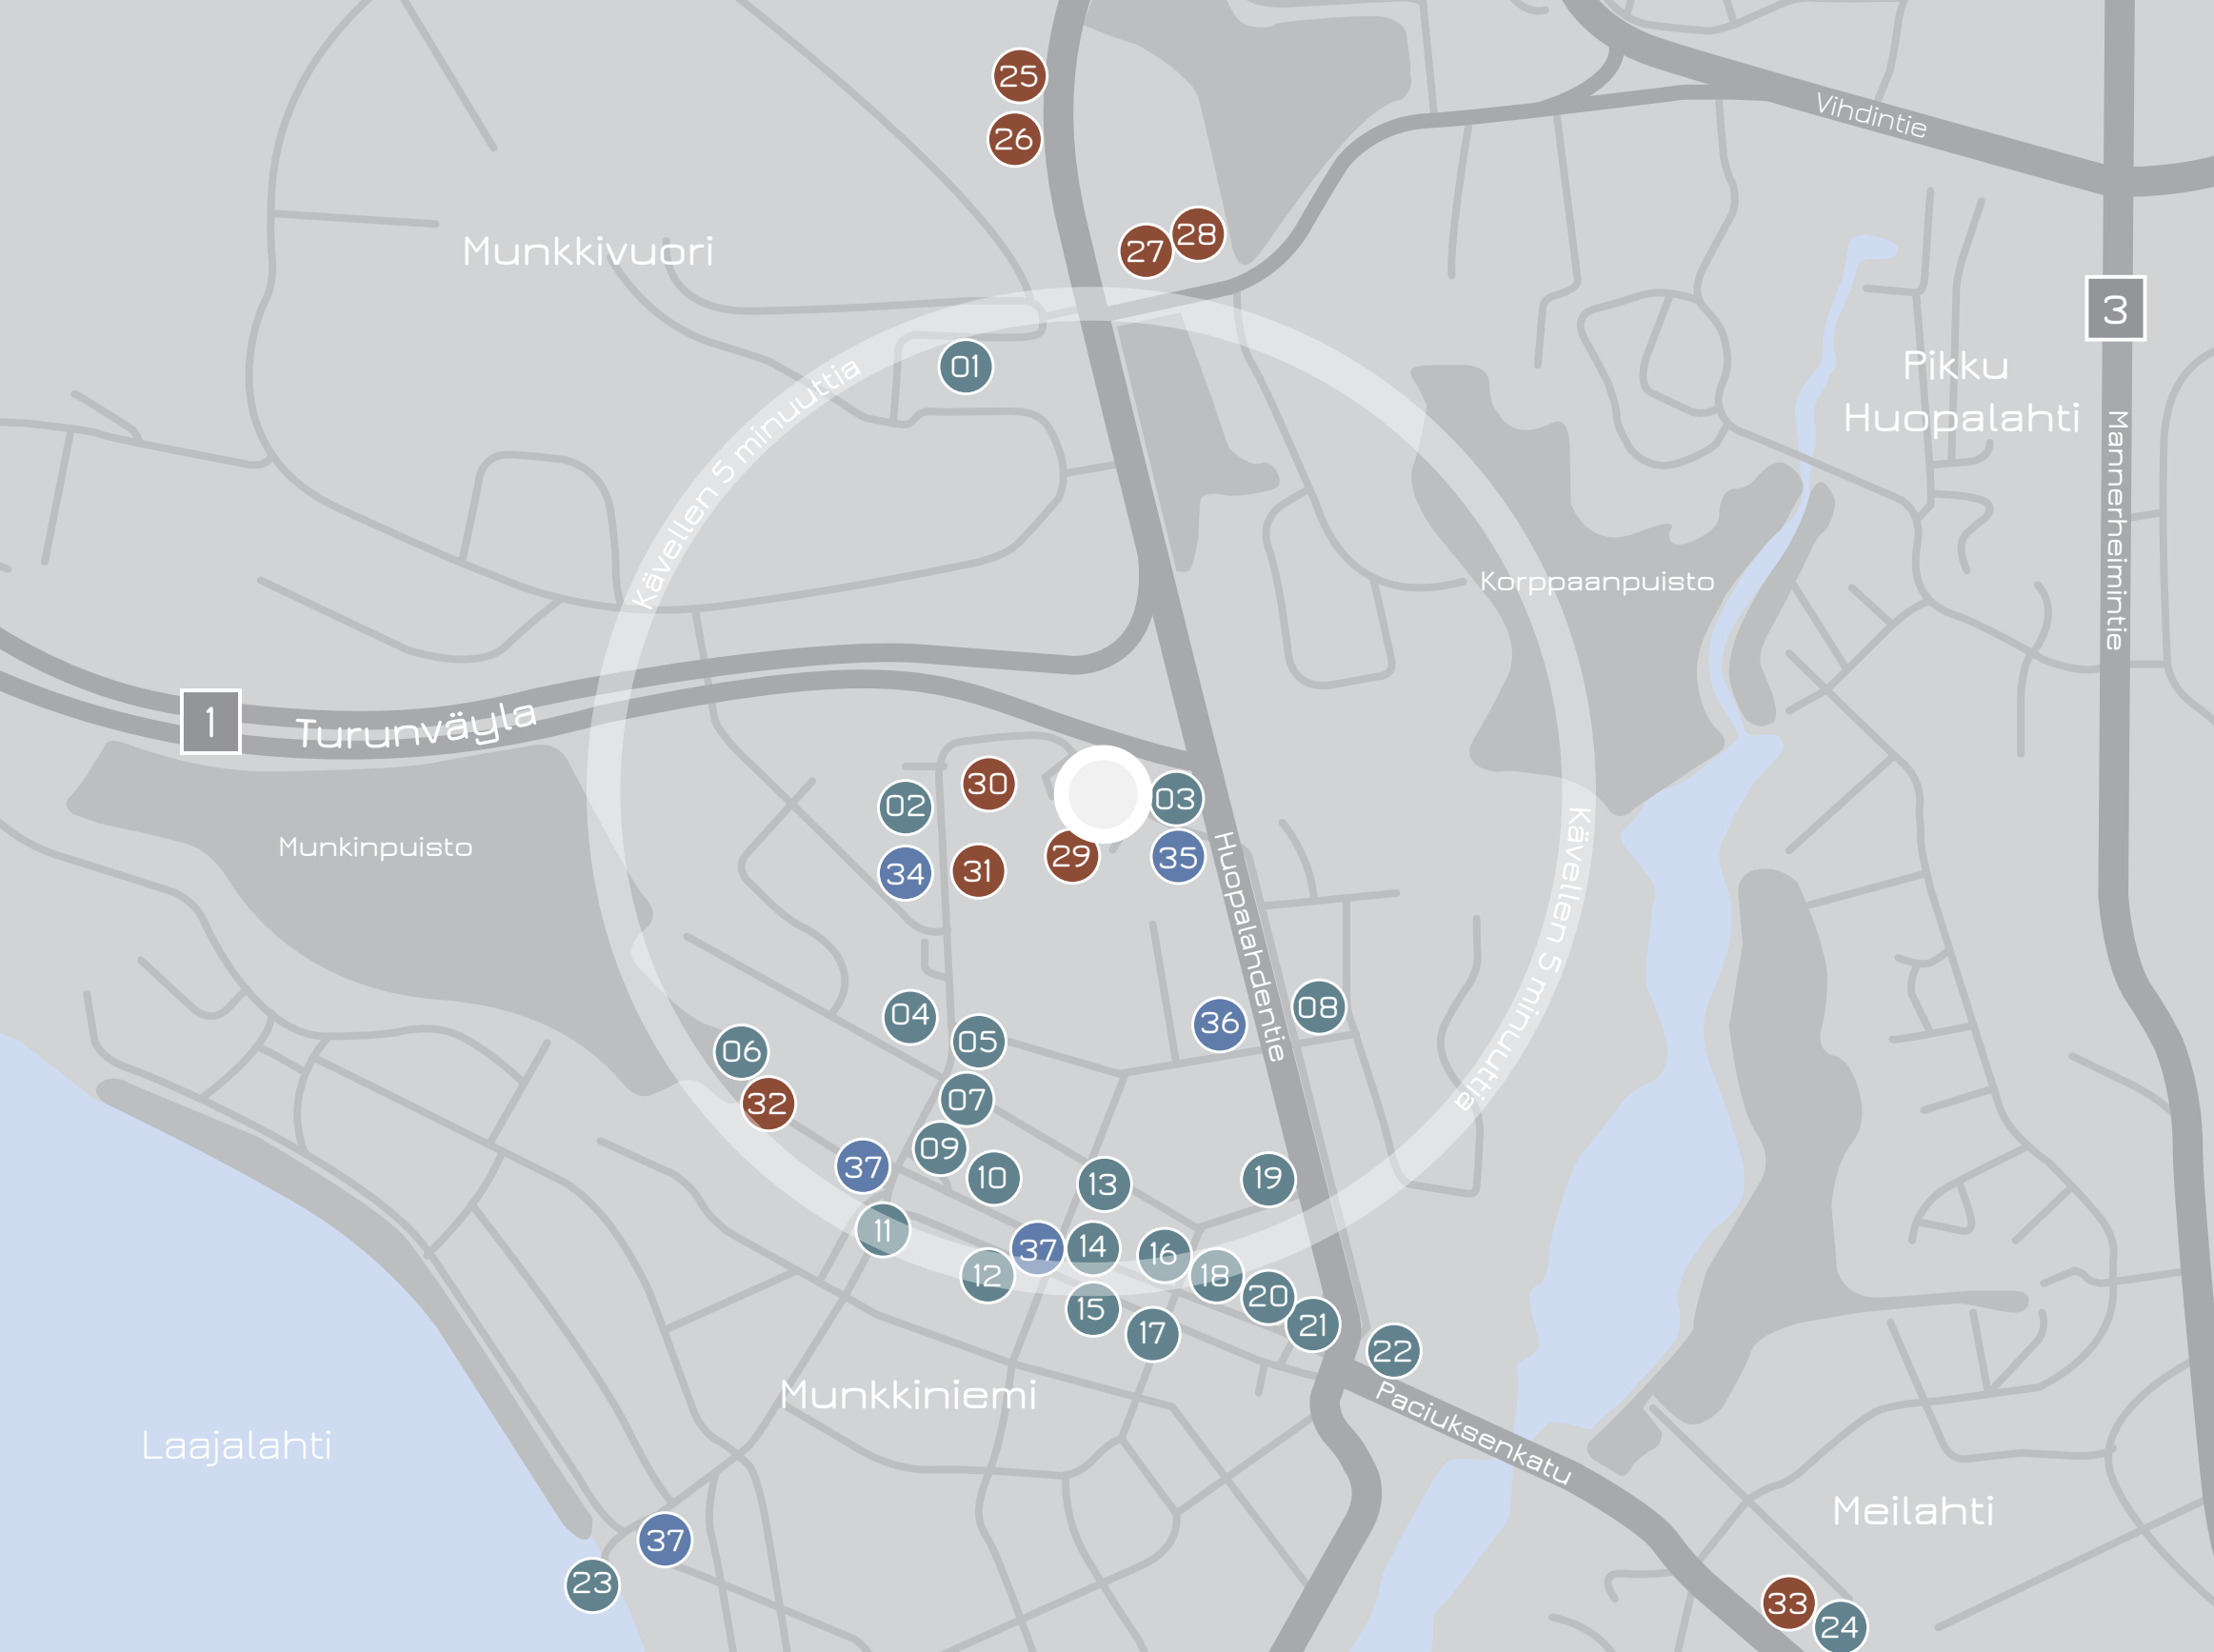 25
26
Vihdintie
Munkkivuori
28
27
3
Pikku
Huopalahti
01
Kävellen 5 minuuttia
Mannerheimintie
Korppaanpuisto
1
Turunväyla
30
02
03
Munkinpuisto
34
31
29
35
Huopalahdentie
Kävellen 5 minuuttia
04
36
08
05
06
07
32
09
37
10
13
19
11
37
14
16
12
18
20
15
17
21
22
Munkkiniemi
Paciuksenkatu
Laajalahti
Meilahti
37
23
33
24